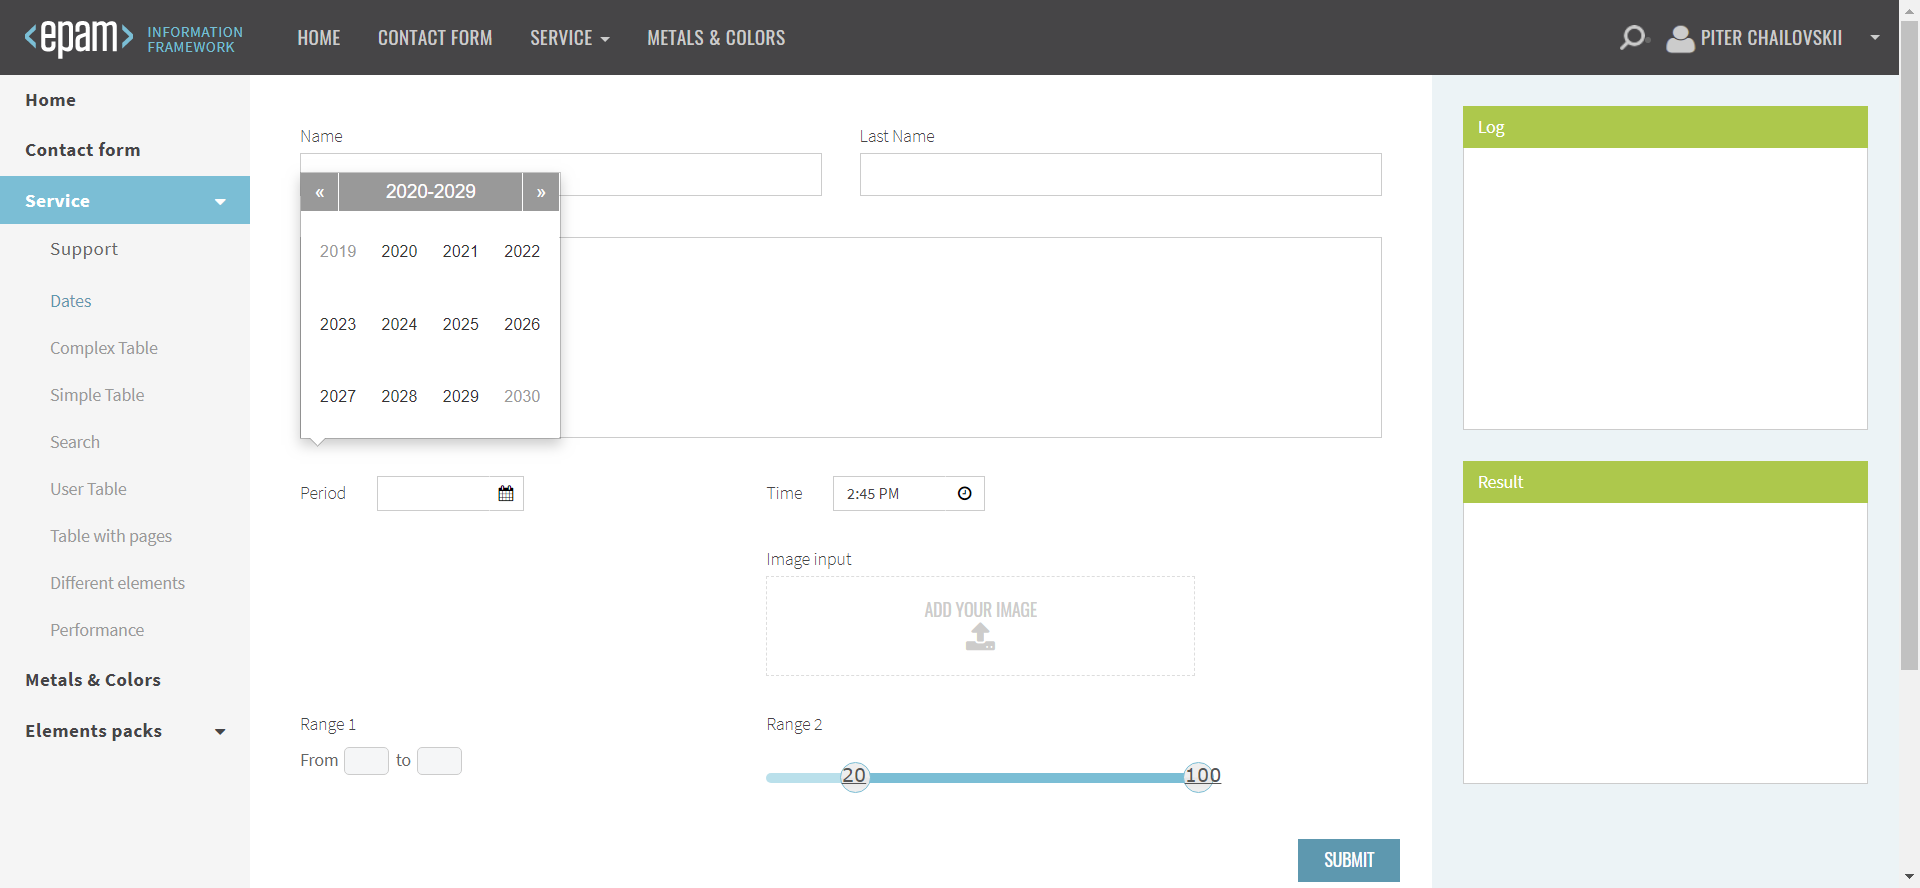 <epam>
INFORMATION
FRAMEWORK
HOME
CONTACT FORM
SERVICE
METALS & COLORS
PITER CHAILOVSKII
Home
Contact form
Service
Support
Dates
Complex Table
Simple Table
Search
User Table
Table with pages
Different elements
Performance
Metals & Colors
Elements packs
Name
Last Name
« 2020-2029 »
2019 2020 2021 2022
2023 2024 2025 2026
2027 2028 2029 2030
Period
Time
2:45 PM
Image input
ADD YOUR IMAGE
Range 1
From to
Range 2
20 100
SUBMIT
Log
Result